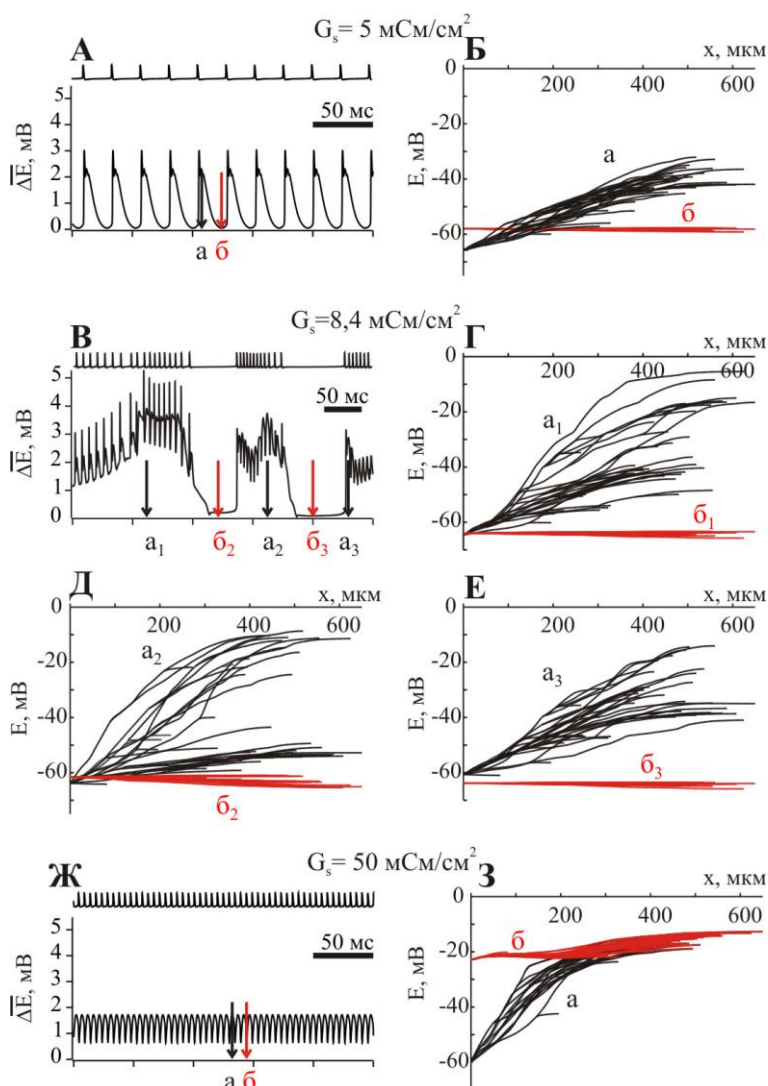 G_s= 5 мСм/см²
А
50 мс
5
4
3
2
1
0
ΔE, мВ
а б
Б
x, мкм
200 400 600
0
-20
-40
-60
E, мВ
а
б
G_s=8,4 мСм/см²
В
50 мс
5
4
3
2
1
0
ΔE, мВ
а₁ б₂ а₂ б₃ а₃
Г
x, мкм
200 400 600
0
-20
-40
-60
E, мВ
а₁
б₁
Д
x, мкм
200 400 600
0
-20
-40
-60
E, мВ
а₂
б₂
Е
x, мкм
200 400 600
0
-20
-40
-60
E, мВ
а₃
б₃
G_s= 50 мСм/см²
Ж
50 мс
5
4
3
2
1
0
ΔE, мВ
а б
З
x, мкм
200 400 600
0
-20
-40
-60
E, мВ
б
а